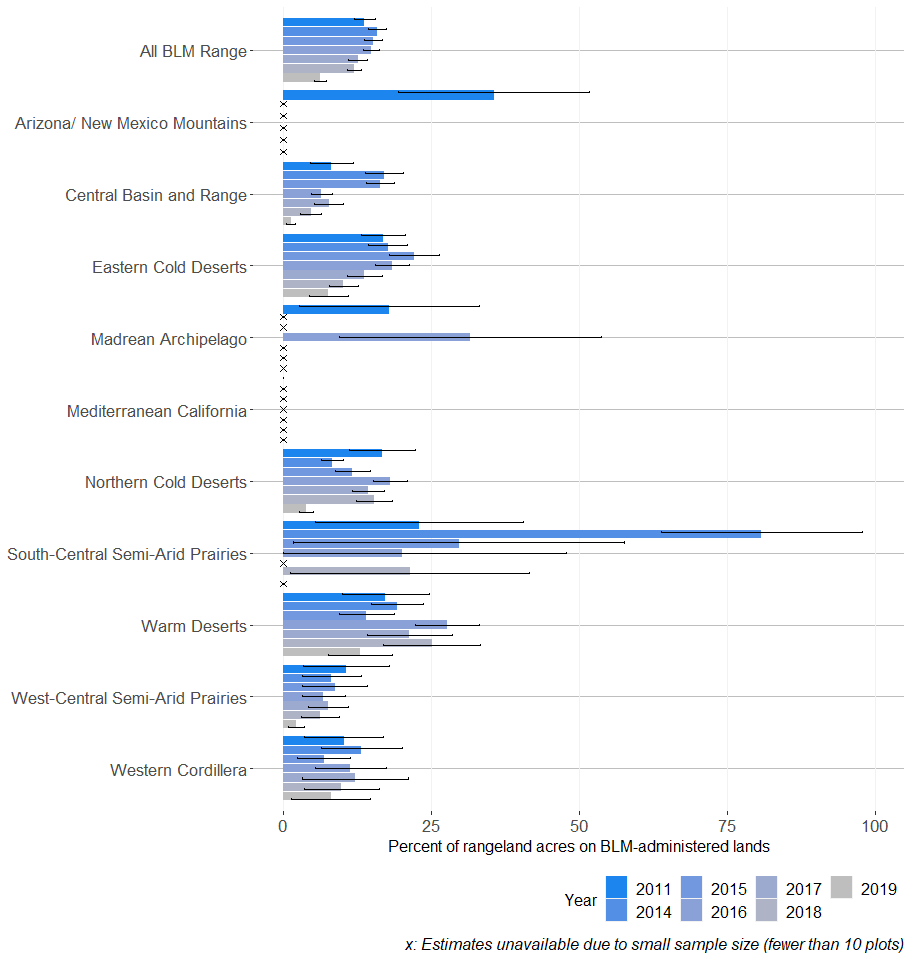 All BLM Range
Arizona/ New Mexico Mountains
Central Basin and Range
Eastern Cold Deserts
Madrean Archipelago
Mediterranean California
Northern Cold Deserts
South-Central Semi-Arid Prairies
Warm Deserts
West-Central Semi-Arid Prairies
Western Cordillera
0 25 50 75 100
Percent of rangeland acres on BLM-administered lands
Year
2011 2015 2017 2019
2014 2016 2018
x: Estimates unavailable due to small sample size (fewer than 10 plots)